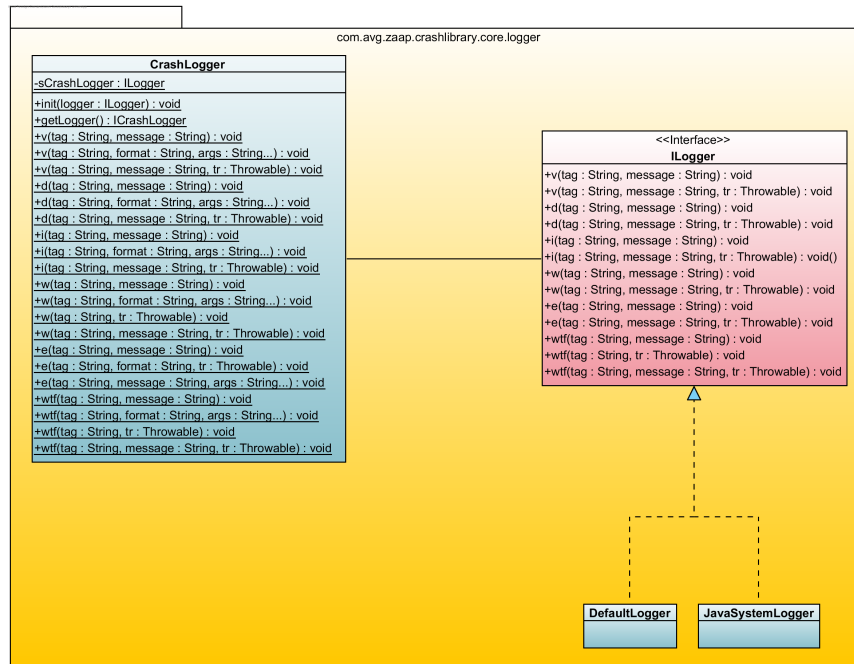 com.avg.zaap.crashlibrary.core.logger
CrashLogger
-sCrashLogger : ILogger
+init(logger : ILogger) : void
+getLogger() : ICrashLogger
+v(tag : String, message : String) : void
+v(tag : String, format : String, args : String...) : void
+v(tag : String, message : String, tr : Throwable) : void
+d(tag : String, message : String) : void
+d(tag : String, format : String, args : String...) : void
+d(tag : String, message : String, tr : Throwable) : void
+i(tag : String, message : String) : void
+i(tag : String, format : String, args : String...) : void
+i(tag : String, message : String, tr : Throwable) : void
+w(tag : String, message : String) : void
+w(tag : String, format : String, args : String...) : void
+w(tag : String, tr : Throwable) : void
+w(tag : String, message : String, tr : Throwable) : void
+e(tag : String, message : String) : void
+e(tag : String, format : String, tr : Throwable) : void
+e(tag : String, message : String, args : String...) : void
+wtf(tag : String, message : String) : void
+wtf(tag : String, format : String, args : String...) : void
+wtf(tag : String, tr : Throwable) : void
+wtf(tag : String, message : String, tr : Throwable) : void
<<Interface>>
ILogger
+v(tag : String, message : String) : void
+v(tag : String, message : String, tr : Throwable) : void
+d(tag : String, message : String) : void
+d(tag : String, message : String, tr : Throwable) : void
+i(tag : String, message : String) : void
+i(tag : String, message : String, tr : Throwable) : void()
+w(tag : String, message : String) : void
+w(tag : String, message : String, tr : Throwable) : void
+e(tag : String, message : String) : void
+e(tag : String, message : String, tr : Throwable) : void
+wtf(tag : String, message : String) : void
+wtf(tag : String, tr : Throwable) : void
+wtf(tag : String, message : String, tr : Throwable) : void
DefaultLogger
JavaSystemLogger